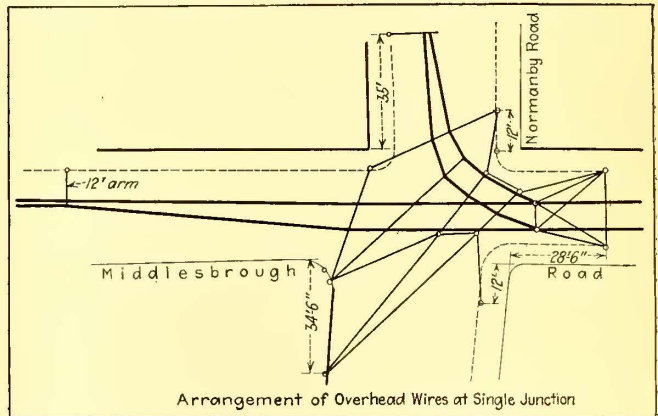 35'
Normanby Road
12'
12' arm
Middlesbrough Road
28'6"
12'
34'6"
Arrangement of Overhead Wires at Single Junction